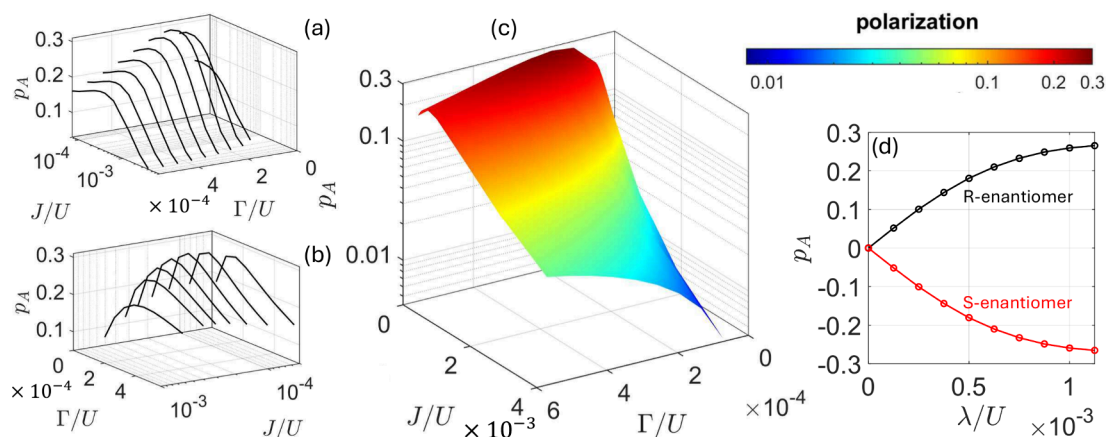 (a)
0.3
0.2
0.1
p_A
10^-4
10^-3
J/U
4
2
0
× 10^-4
Γ/U
(b)
0.3
0.2
0.1
p_A
0
2
4
× 10^-4
Γ/U
10^-3
10^-4
J/U
(c)
0.3
0.1
0.01
p_A
0
2
4
J/U
× 10^-3
6
4
2
0
Γ/U
×10^-4
polarization
0.01
0.1
0.2
0.3
(d)
0.3
0.2
0.1
0
-0.1
-0.2
-0.3
p_A
R-enantiomer
S-enantiomer
0
0.5
1
λ/U
×10^-3